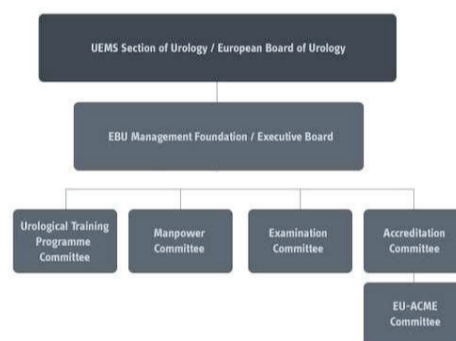 UEMS Section of Urology / European Board of Urology
EBU Management Foundation / Executive Board
Urological Training
Programme
Committee
Manpower
Committee
Examination
Committee
Accreditation
Committee
EU-ACME
Committee